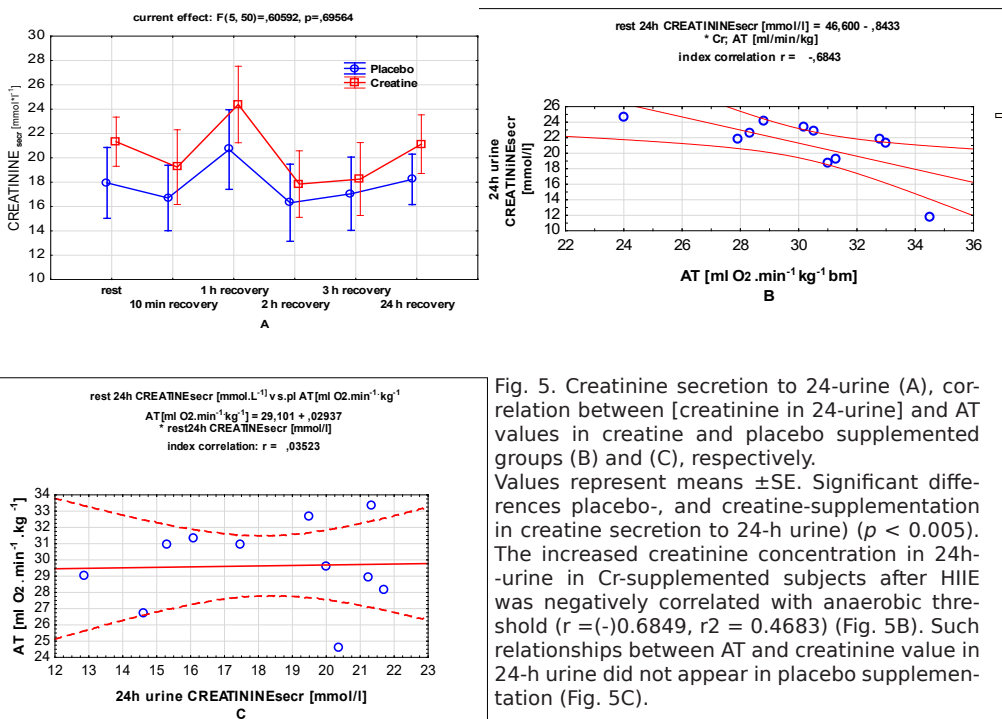 current effect: F(5, 50)=,60592, p=,69564
CREATININE secr [mmol*l⁻¹]
30
28
26
24
22
20
18
16
14
12
10
Placebo
Creatine
rest 1 h recovery 3 h recovery
10 min recovery 2 h recovery 24 h recovery
A
rest 24h CREATININEsecr [mmol/l] = 46,600 - ,8433
* Cr; AT [ml/min/kg]
index correlation r = -,6843
24h urine
CREATININEsecr
[mmol/l]
26
24
22
20
18
16
14
12
10
22 24 26 28 30 32 34 36
AT [ml O2 .min⁻¹ kg⁻¹ bm]
B
rest 24h CREATINEsecr [mmol.L⁻¹] v s.pl AT[ml O2.min⁻¹·kg⁻¹
AT[ml O2.min⁻¹·kg⁻¹] = 29,101 + ,02937
* rest24h CREATINEsecr [mmol/l]
index correlation: r = ,03523
AT [ml O2 .min⁻¹ .kg⁻¹]
34
33
32
31
30
29
28
27
26
25
24
12 13 14 15 16 17 18 19 20 21 22 23
24h urine CREATININEsecr [mmol/l]
C
Fig. 5. Creatinine secretion to 24-urine (A), cor-
relation between [creatinine in 24-urine] and AT
values in creatine and placebo supplemented
groups (B) and (C), respectively.
Values represent means ±SE. Significant diffe-
rences placebo-, and creatine-supplementation
in creatine secretion to 24-h urine) (p < 0.005).
The increased creatinine concentration in 24h-
-urine in Cr-supplemented subjects after HIIE
was negatively correlated with anaerobic thre-
shold (r =(-)0.6849, r2 = 0.4683) (Fig. 5B). Such
relationships between AT and creatinine value in
24-h urine did not appear in placebo supplemen-
tation (Fig. 5C).